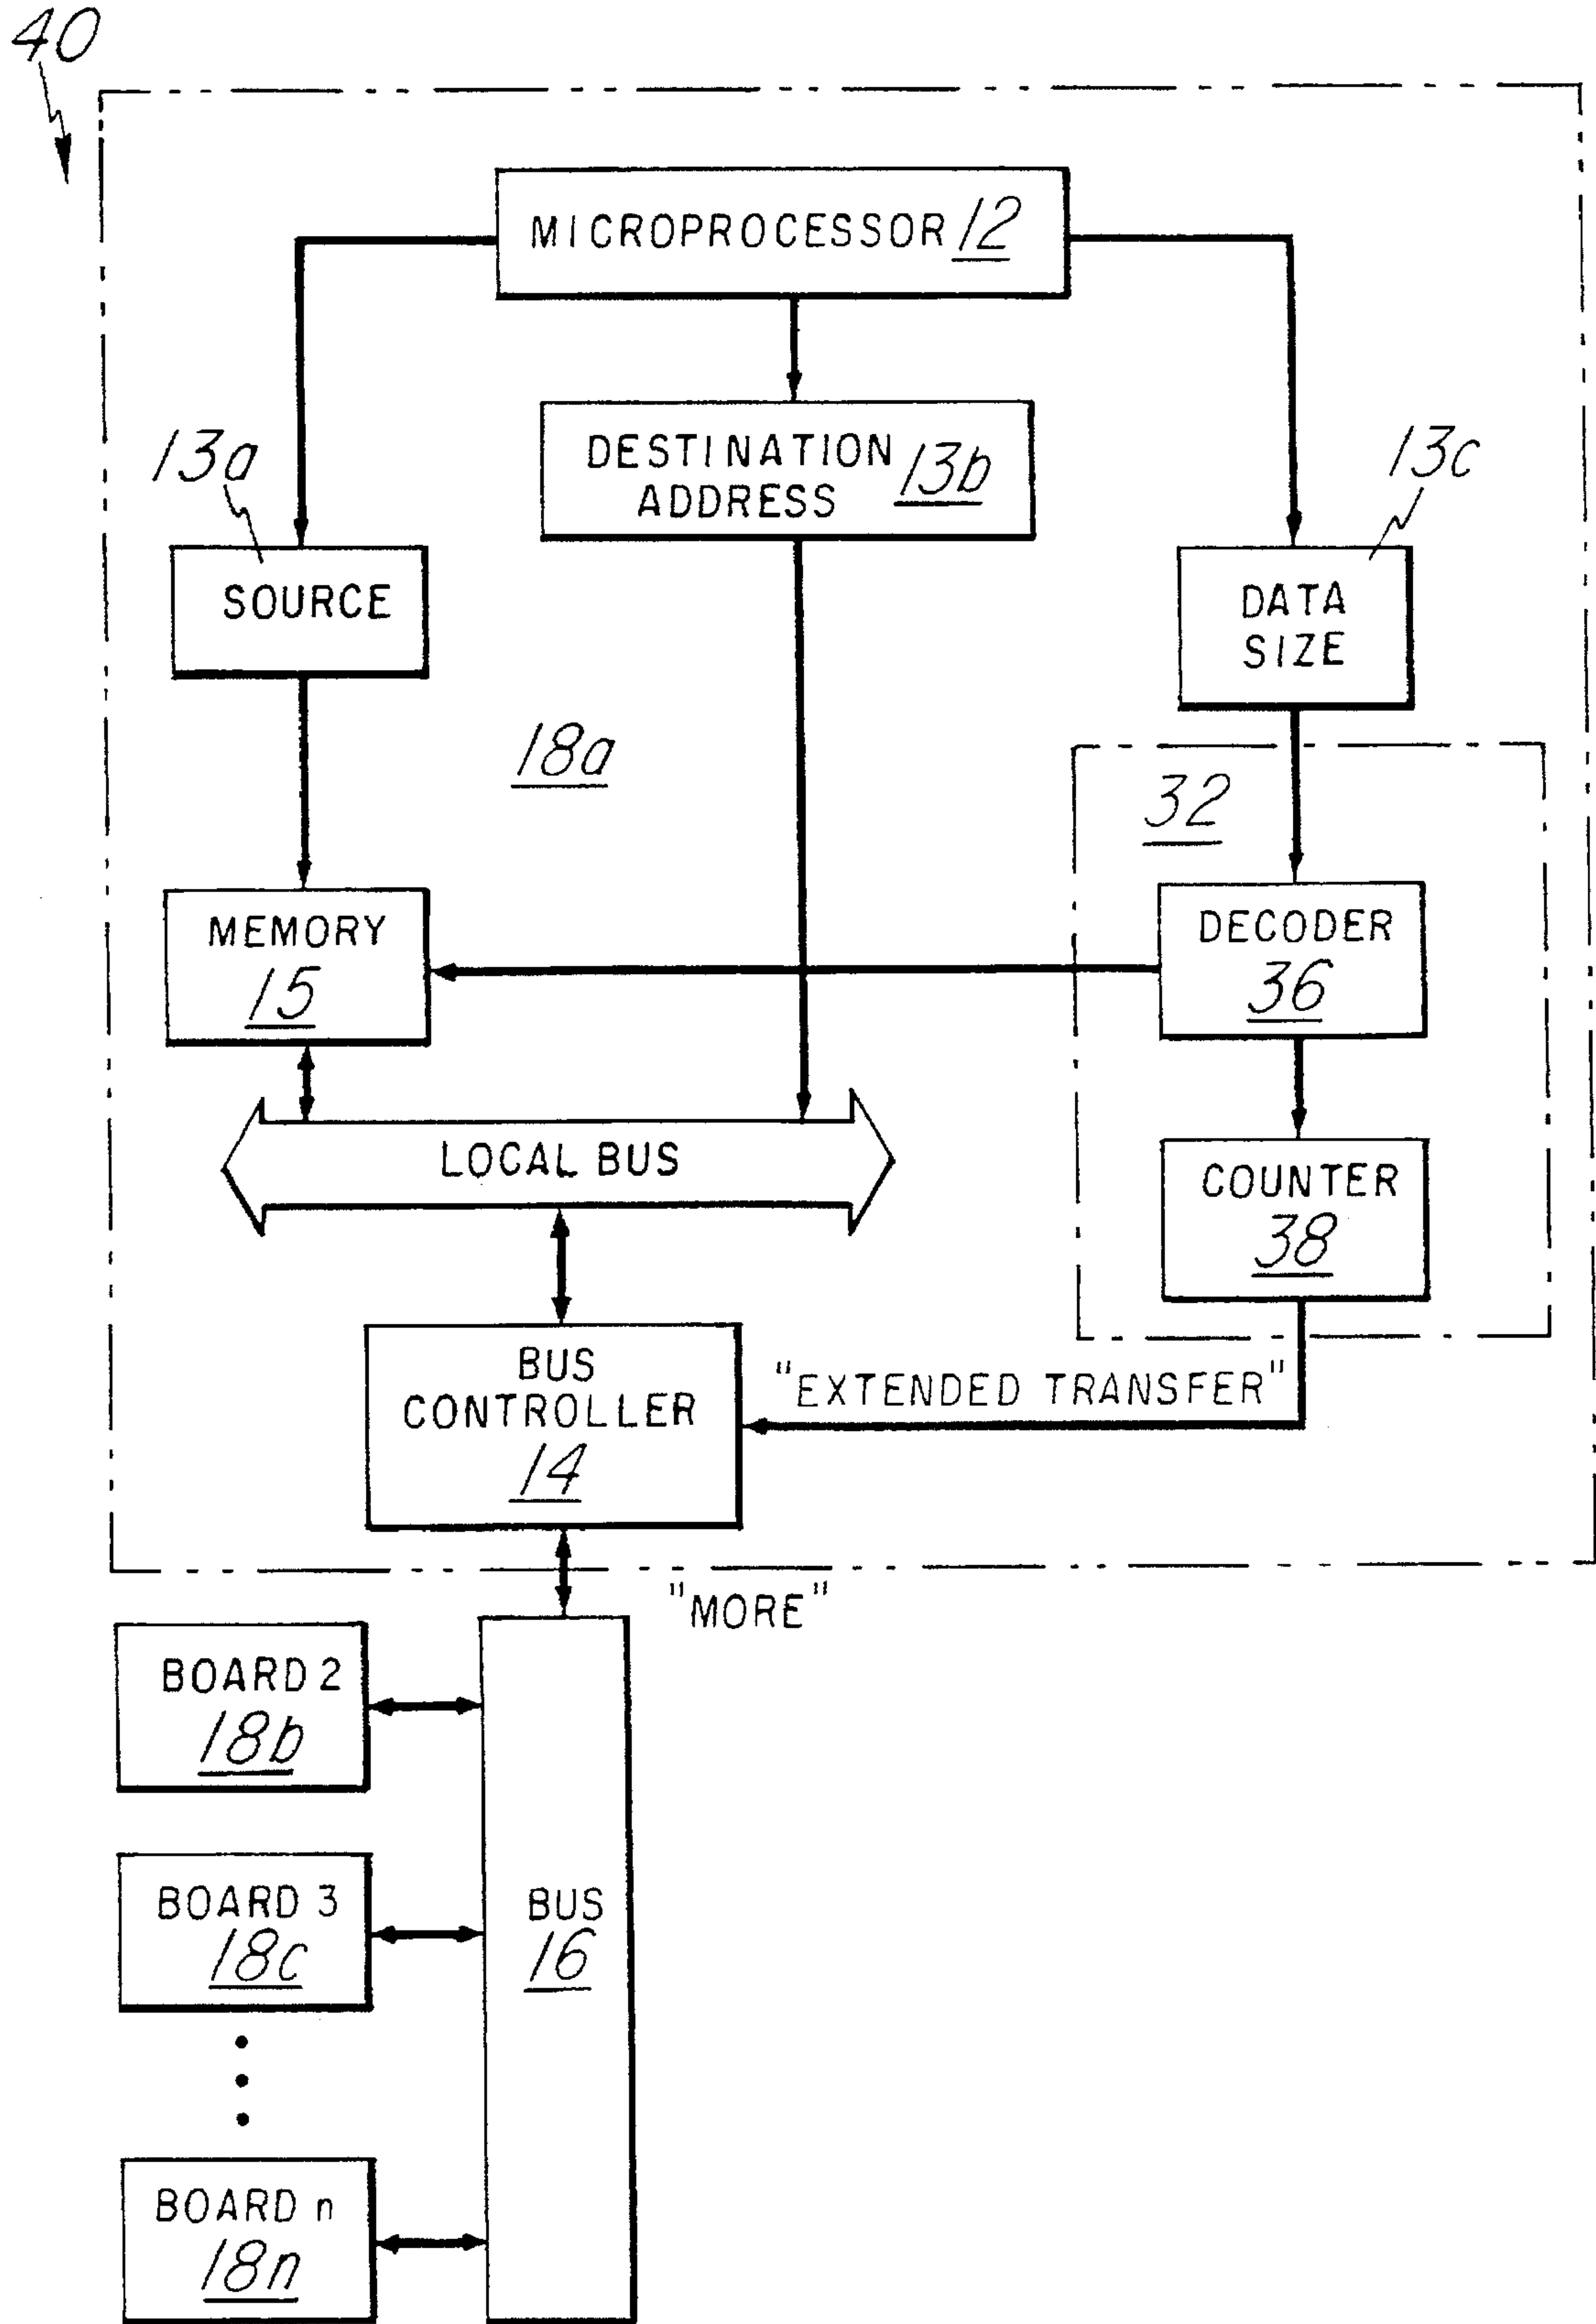 40
MICROPROCESSOR 12
DESTINATION
ADDRESS 13b
13a
13c
SOURCE
DATA
SIZE
18a
32
MEMORY
15
DECODER
36
LOCAL BUS
COUNTER
38
BUS
CONTROLLER
14
"EXTENDED TRANSFER"
"MORE"
BOARD 2
18b
BOARD 3
18c
BUS
16
BOARD n
18n